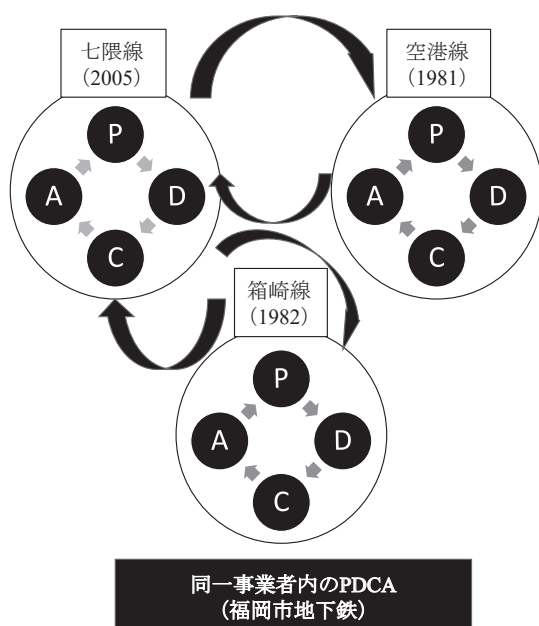 七隈線
(2005)
P
A
D
C
空港線
(1981)
P
A
D
C
箱崎線
(1982)
P
A
D
C
同一事業者内のPDCA
(福岡市地下鉄)